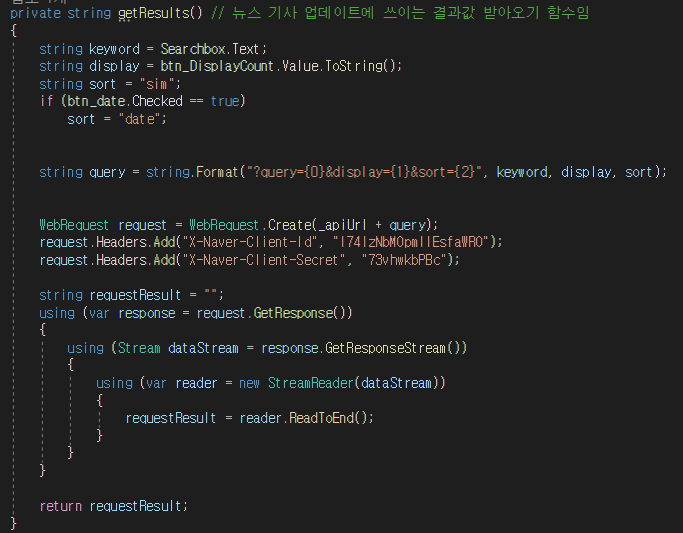 private string getResults() // 뉴스 기사 업데이트에 쓰이는 결과값 받아오기 함수임
{
string keyword = Searchbox.Text;
string display = btn_DisplayCount.Value.ToString();
string sort = "sim";
if (btn_date.Checked == true)
sort = "date";
string query = string.Format("?query={0}&display={1}&sort={2}", keyword, display, sort);
WebRequest request = WebRequest.Create(_apiUrl + query);
request.Headers.Add("X-Naver-Client-Id", "l74lzNbMOpmIlEsfaWRO");
request.Headers.Add("X-Naver-Client-Secret", "73vhwkbPBc");
string requestResult = "";
using (var response = request.GetResponse())
{
using (Stream dataStream = response.GetResponseStream())
{
using (var reader = new StreamReader(dataStream))
{
requestResult = reader.ReadToEnd();
}
}
}
return requestResult;
}